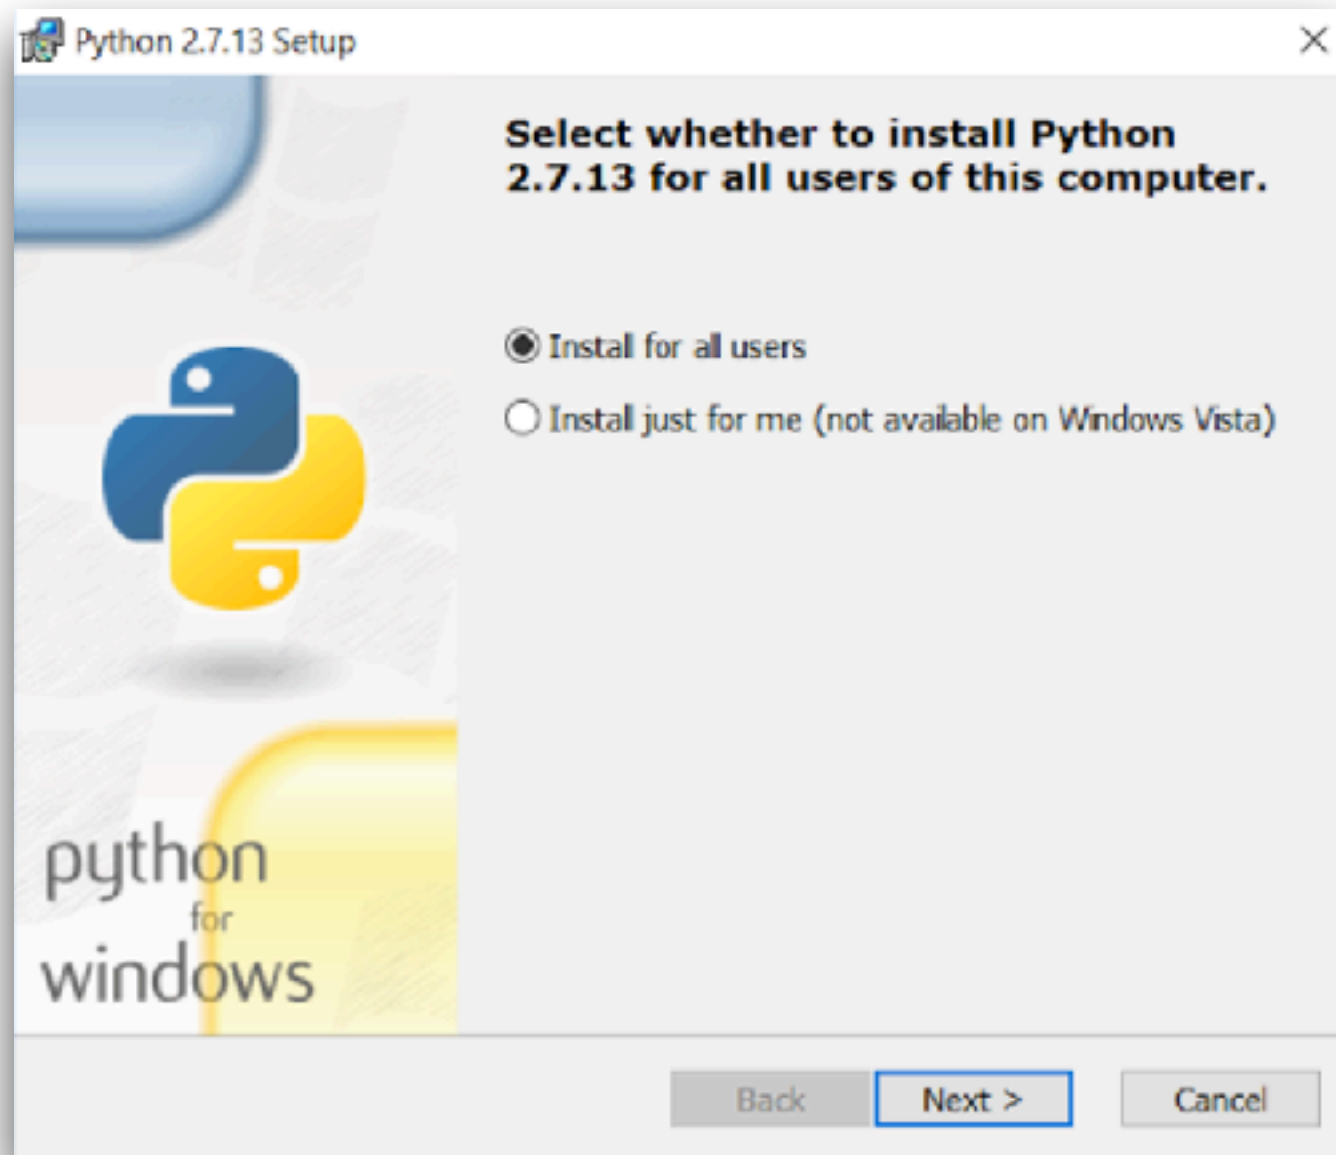 Python 2.7.13 Setup
Select whether to install Python
2.7.13 for all users of this computer.
Install for all users
Install just for me (not available on Windows Vista)
python
for
windows
Back
Next >
Cancel